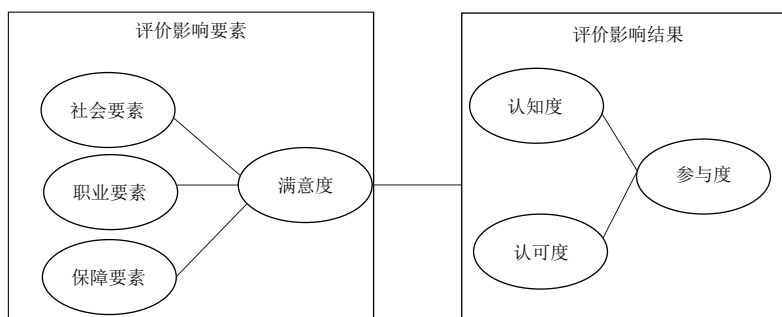 评价影响要素
社会要素
职业要素
保障要素
满意度
评价影响结果
认知度
认可度
参与度